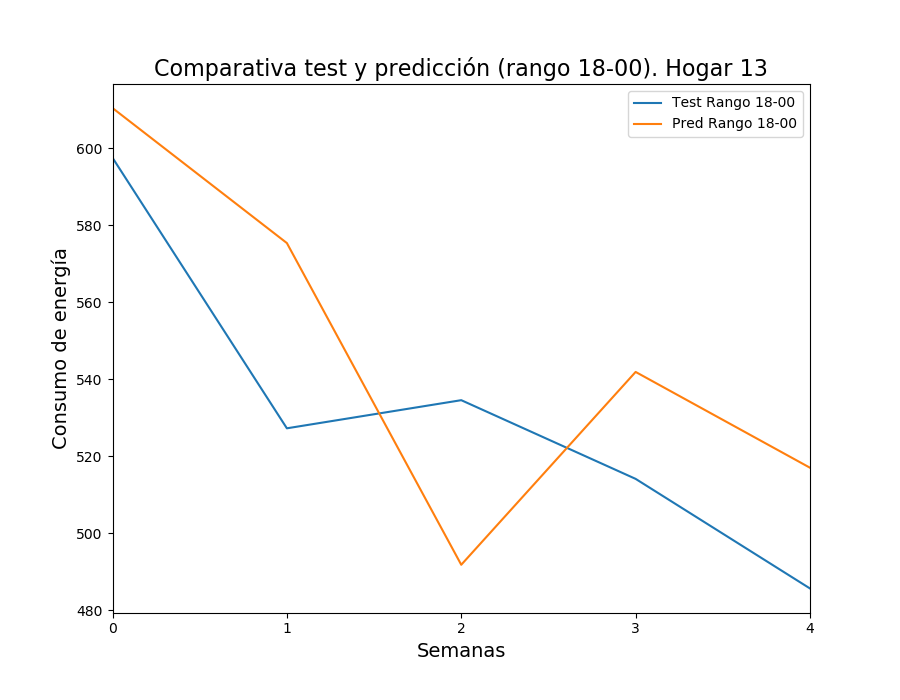 Comparativa test y predicción (rango 18-00). Hogar 13
Test Rango 18-00
Pred Rango 18-00
Consumo de energía
600
580
560
540
520
500
480
0 1 2 3 4
Semanas